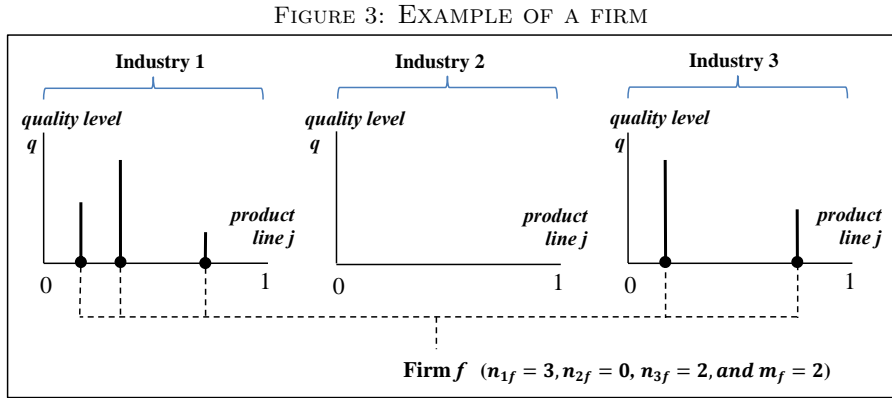 FIGURE 3: EXAMPLE OF A FIRM
Industry 1 Industry 2 Industry 3
quality level quality level quality level
q q q
product product product
line j line j line j
0 1 0 1 0 1
Firm f (n1f = 3, n2f = 0, n3f = 2, and mf = 2)